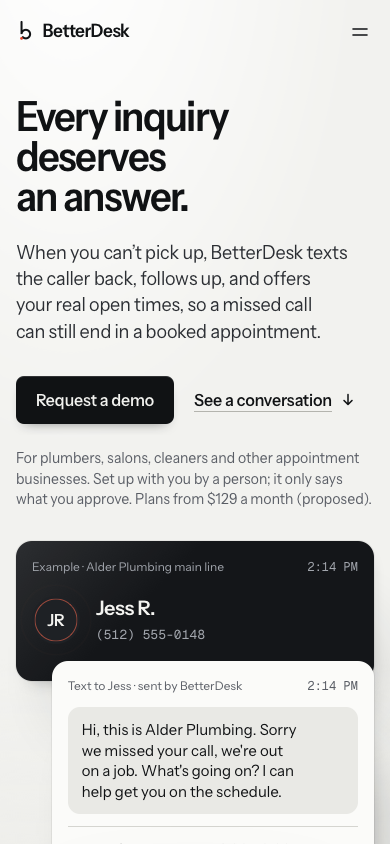 BetterDesk
Every inquiry
deserves
an answer.
When you can’t pick up, BetterDesk texts
the caller back, follows up, and offers
your real open times, so a missed call
can still end in a booked appointment.
Request a demo
See a conversation ↓
For plumbers, salons, cleaners and other appointment
businesses. Set up with you by a person; it only says
what you approve. Plans from $129 a month (proposed).
Example · Alder Plumbing main line
2:14 PM
JR
Jess R.
(512) 555-0148
Text to Jess · sent by BetterDesk
2:14 PM
Hi, this is Alder Plumbing. Sorry
we missed your call, we're out
on a job. What's going on? I can
help get you on the schedule.